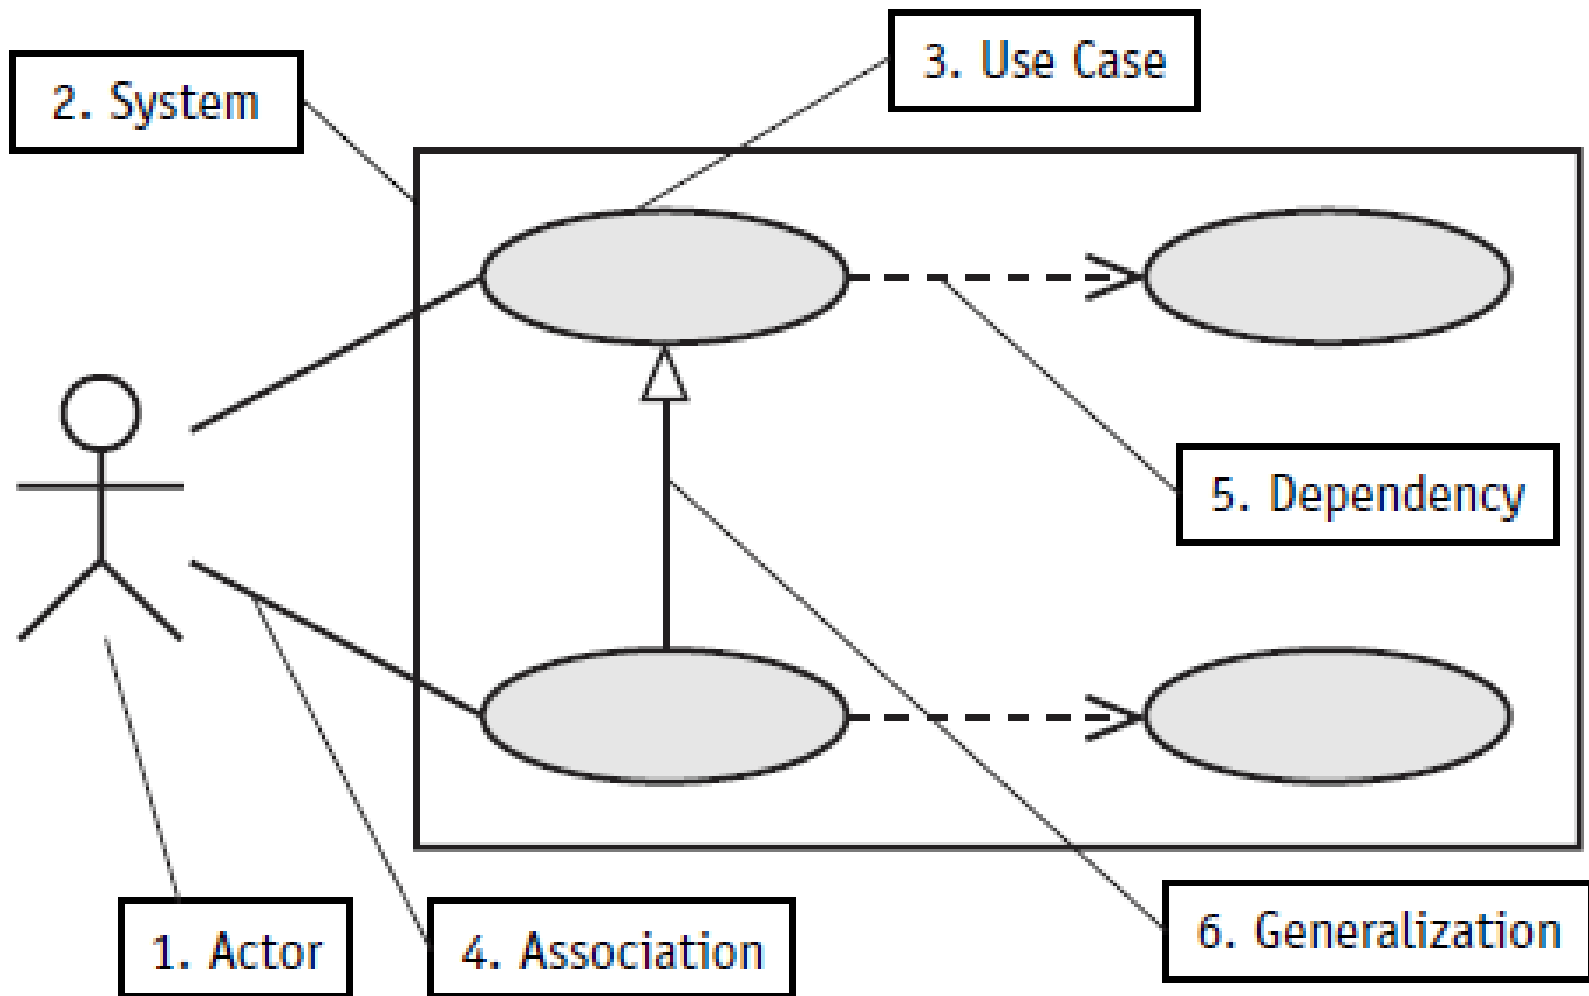 3. Use Case
2. System
5. Dependency
6. Generalization
1. Actor
4. Association